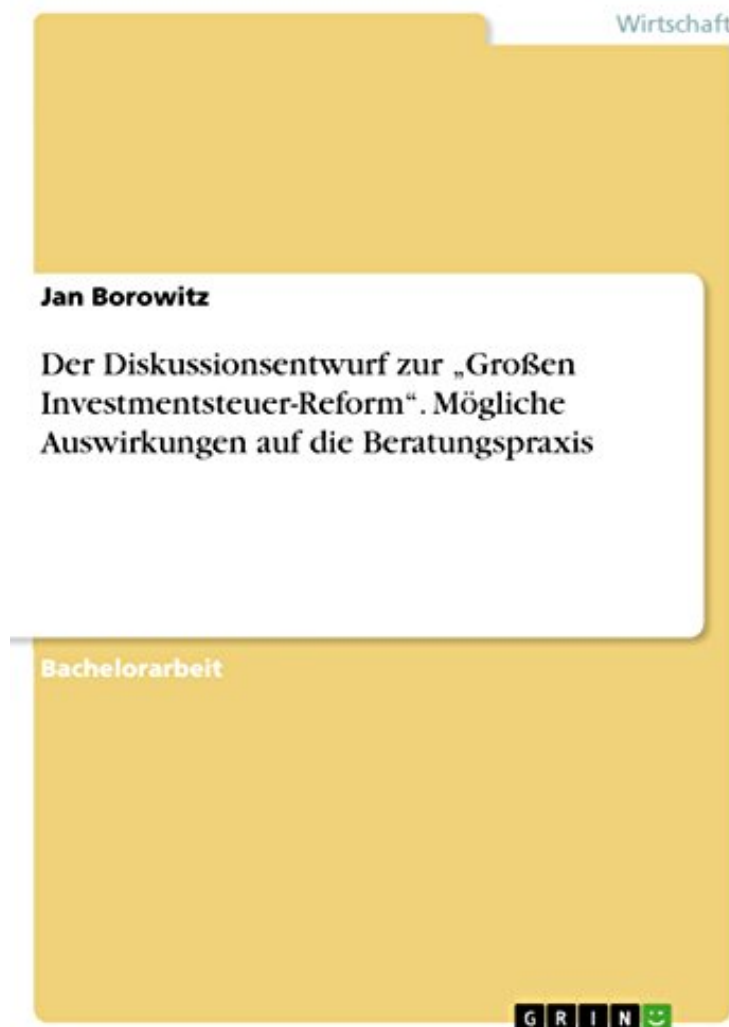 Wirtschaft
Jan Borowitz
Der Diskussionsentwurf zur „Großen
Investmentsteuer-Reform“. Mögliche
Auswirkungen auf die Beratungspraxis
Bachelorarbeit
GRIN